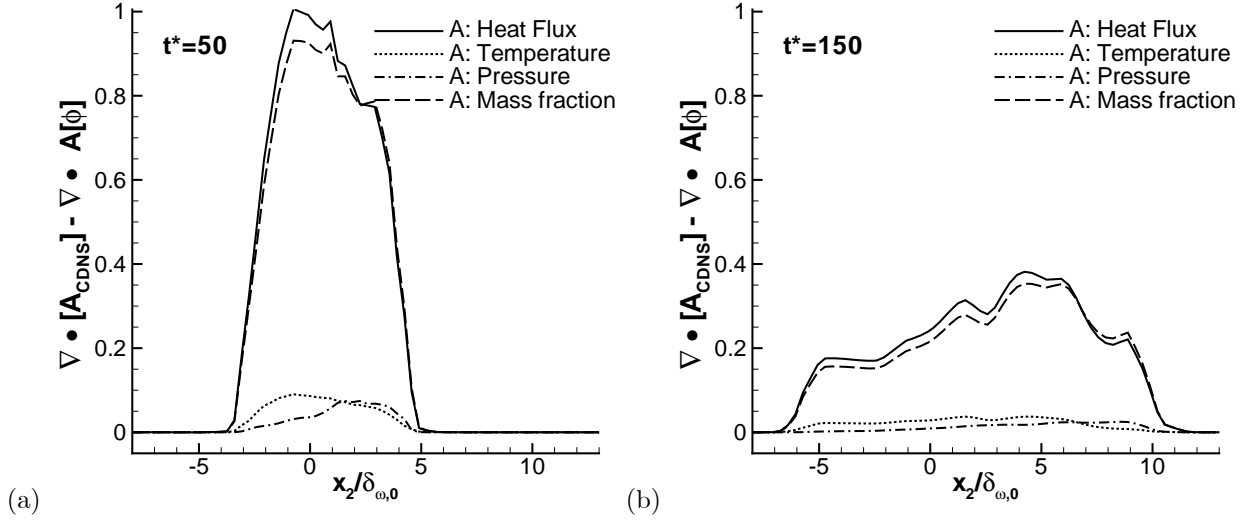 t*=50
A: Heat Flux
A: Temperature
A: Pressure
A: Mass fraction
∇ • [A_CDNS] - ∇ • A[ϕ]
1
0.8
0.6
0.4
0.2
0
-5 0 5 10
x₂/δ_ω,0
(a)
t*=150
A: Heat Flux
A: Temperature
A: Pressure
A: Mass fraction
∇ • [A_CDNS] - ∇ • A[ϕ]
1
0.8
0.6
0.4
0.2
0
-5 0 5 10
x₂/δ_ω,0
(b)